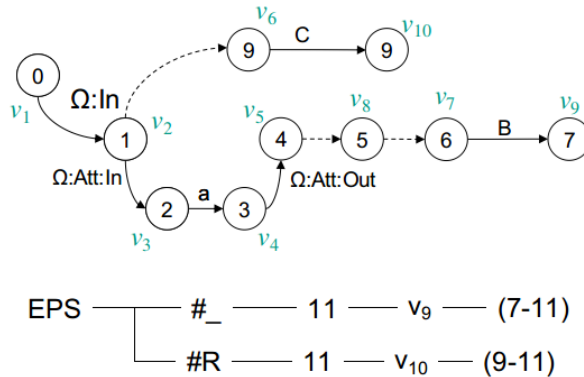 v6 C v10
9 9
0
v1 Ω:In v5 v8 v7 v9
1 v2 4 5 6 B 7
Ω:Att:In a Ω:Att:Out
2 3
v3 v4
EPS #_ 11 v9 (7-11)
#R 11 v10 (9-11)